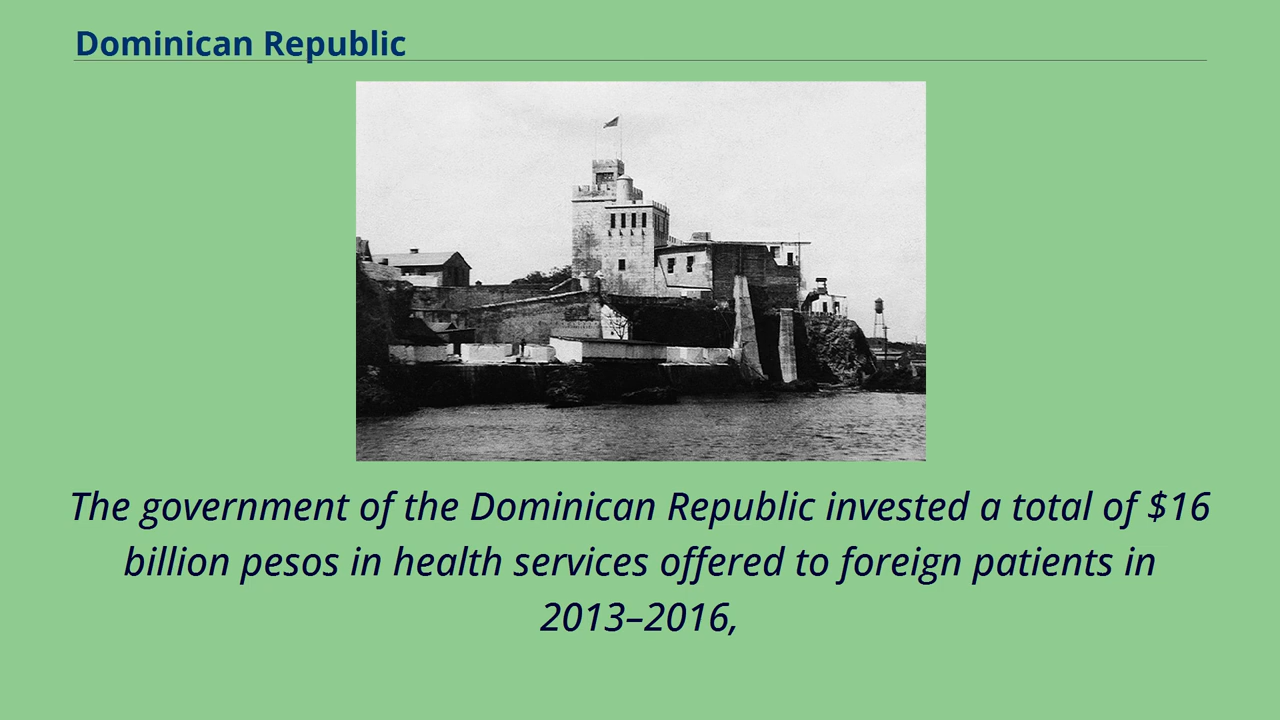 Dominican Republic
The government of the Dominican Republic invested a total of $16
billion pesos in health services offered to foreign patients in
2013–2016,